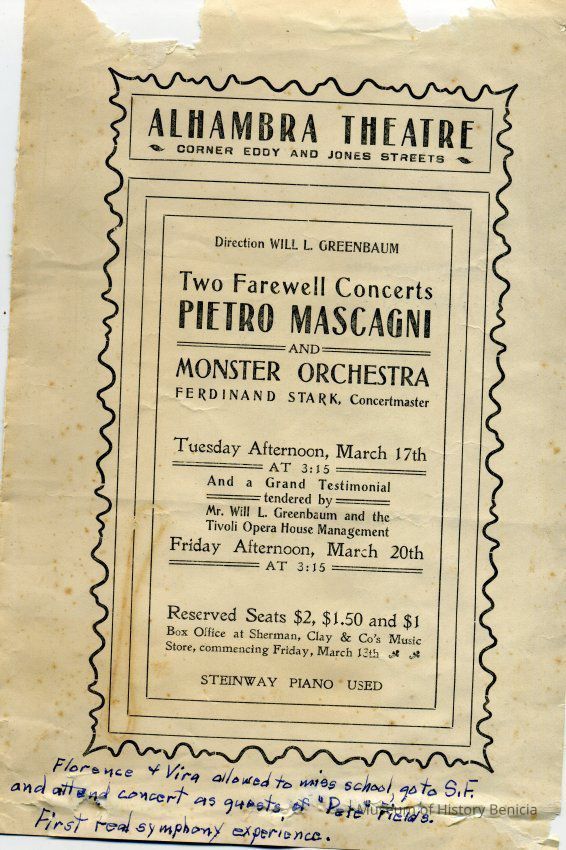 ALHAMBRA THEATRE
CORNER EDDY AND JONES STREETS
Direction WILL L. GREENBAUM
Two Farewell Concerts
PIETRO MASCAGNI
AND
MONSTER ORCHESTRA
FERDINAND STARK, Concertmaster
Tuesday Afternoon, March 17th
AT 3:15
And a Grand Testimonial
tendered by
Mr. Will L. Greenbaum and the
Tivoli Opera House Management
Friday Afternoon, March 20th
AT 3:15
Reserved Seats $2, $1.50 and $1
Box Office at Sherman, Clay & Co's Music
Store, commencing Friday, March 13th
STEINWAY PIANO USED
Florence & Vira allowed to miss school, go to S.F.
and attend concert as guests of "Pete" Fields.
First real symphony experience.
Museum of History Benicia